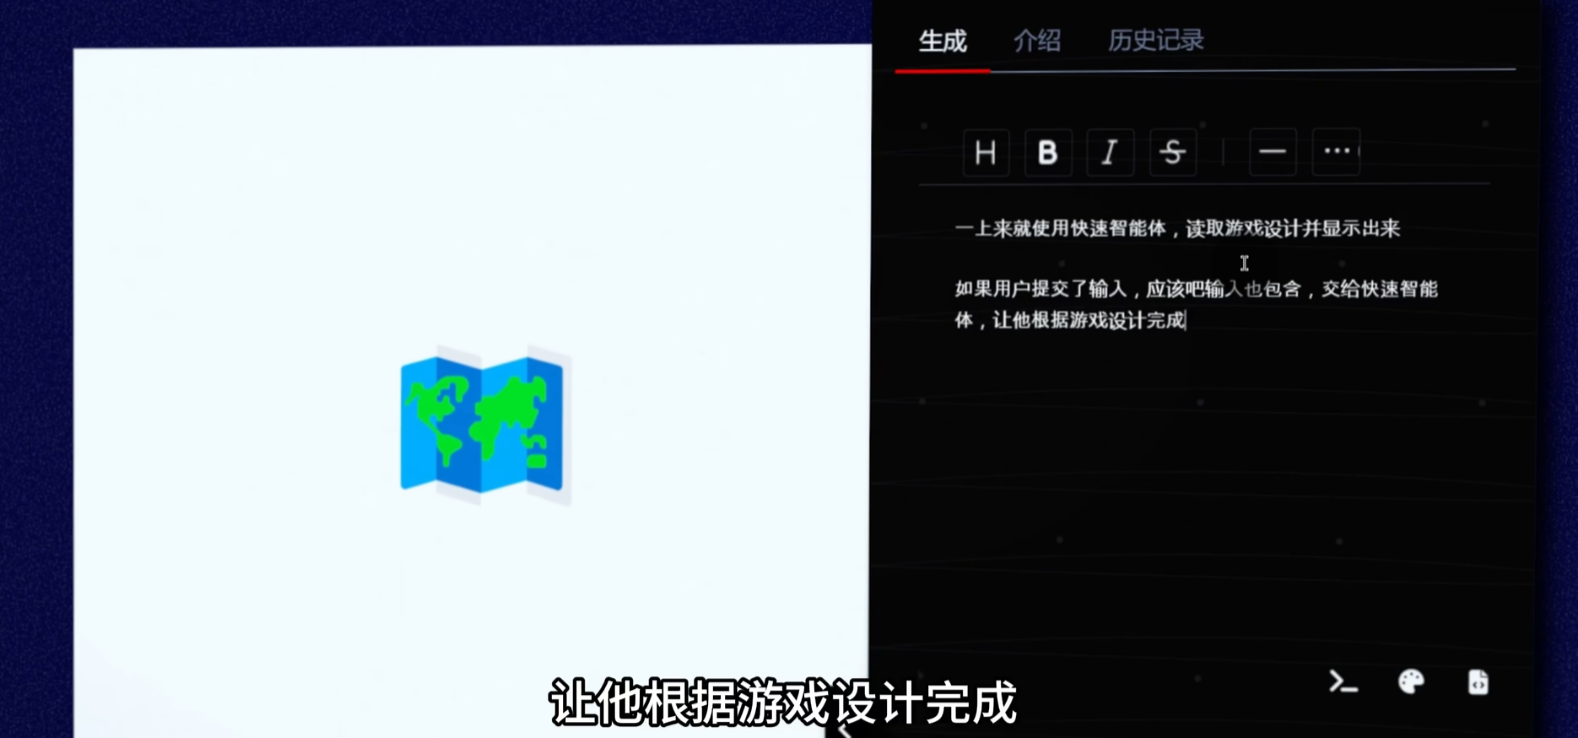 生成 介绍 历史记录
H B I S — ···
一上来就使用快速智能体，读取游戏设计并显示出来
如果用户提交了输入，应该吧输入也包含，交给快速智能
体，让他根据游戏设计完成
让他根据游戏设计完成